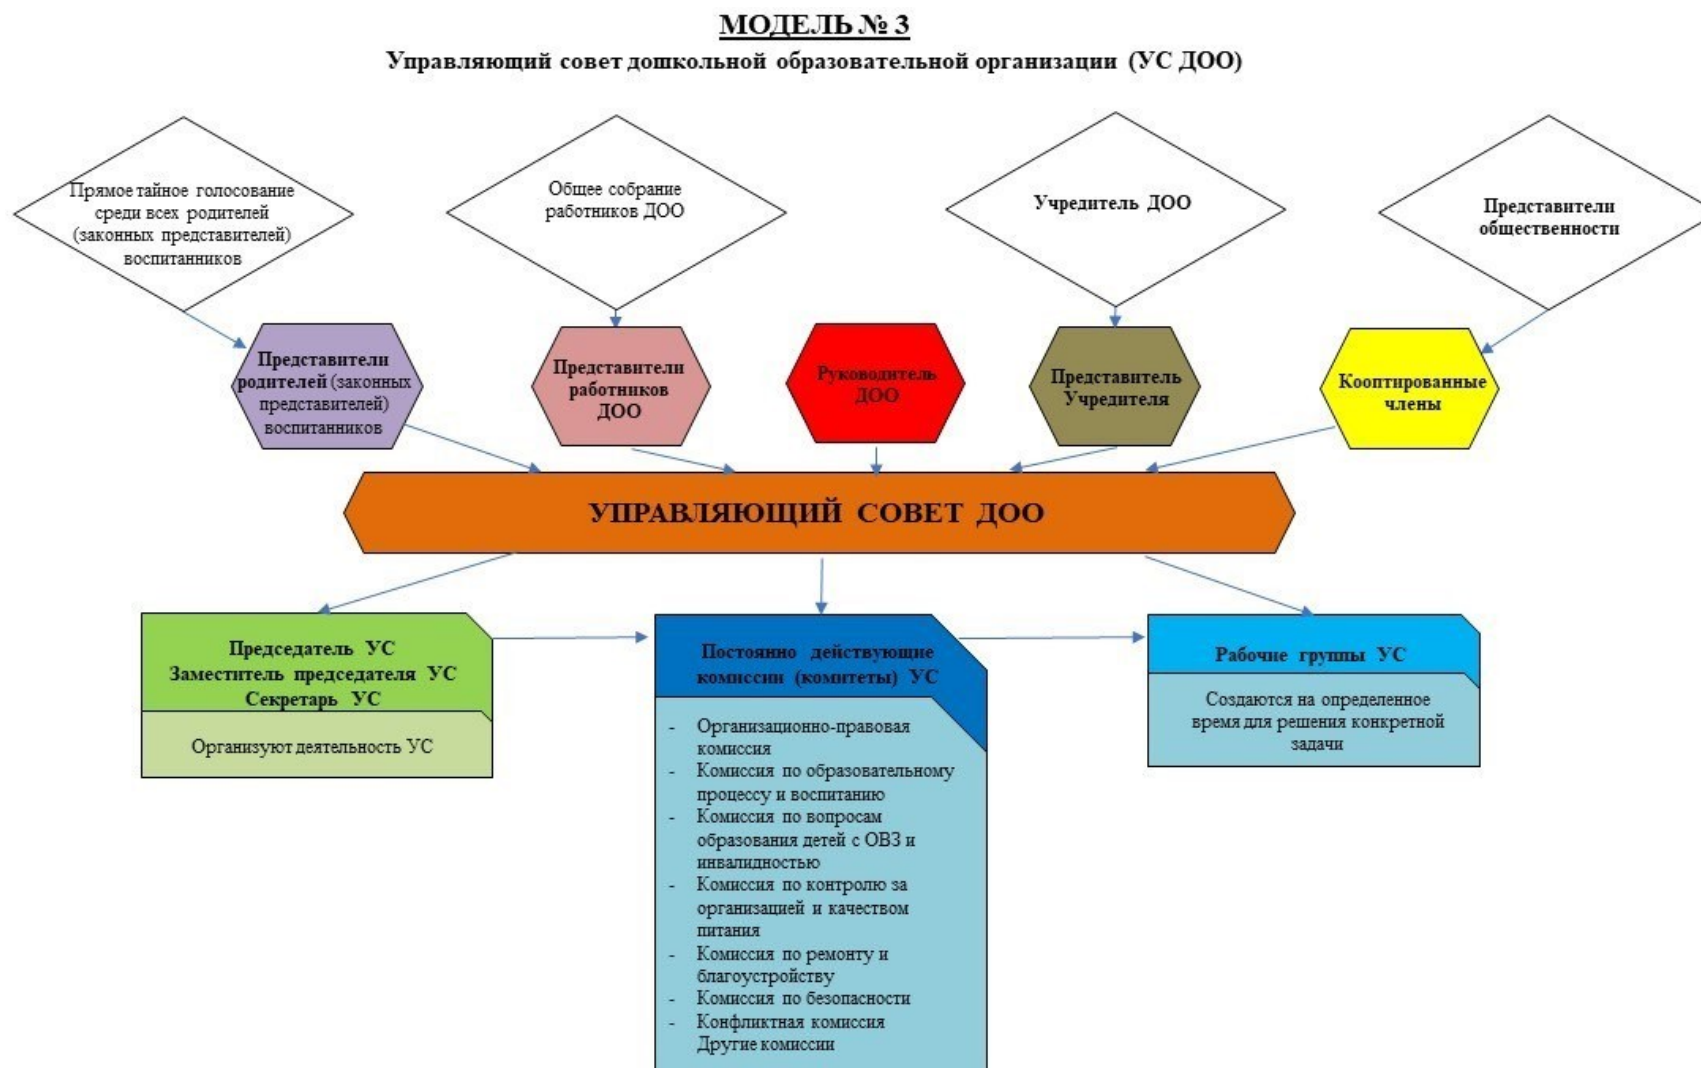 МОДЕЛЬ № 3
Управляющий совет дошкольной образовательной организации (УС ДОО)
Прямое тайное голосование
среди всех родителей
(законных представителей)
воспитанников
Общее собрание
работников ДОО
Учредитель ДОО
Представители
общественности
Представители
родителей (законных
представителей)
воспитанников
Представители
работников
ДОО
Руководитель
ДОО
Представитель
Учредителя
Кооптированные
члены
УПРАВЛЯЮЩИЙ СОВЕТ ДОО
Председатель УС
Заместитель председателя УС
Секретарь УС
Организуют деятельность УС
Постоянно действующие
комиссии (комитеты) УС
- Организационно-правовая
комиссия
- Комиссия по образовательному
процессу и воспитанию
- Комиссия по вопросам
образования детей с ОВЗ и
инвалидностью
- Комиссия по контролю за
организацией и качеством
питания
- Комиссия по ремонту и
благоустройству
- Комиссия по безопасности
- Конфликтная комиссия
Другие комиссии
Рабочие группы УС
Создаются на определенное
время для решения конкретной
задачи